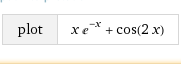 plot x e^-x + cos(2 x)